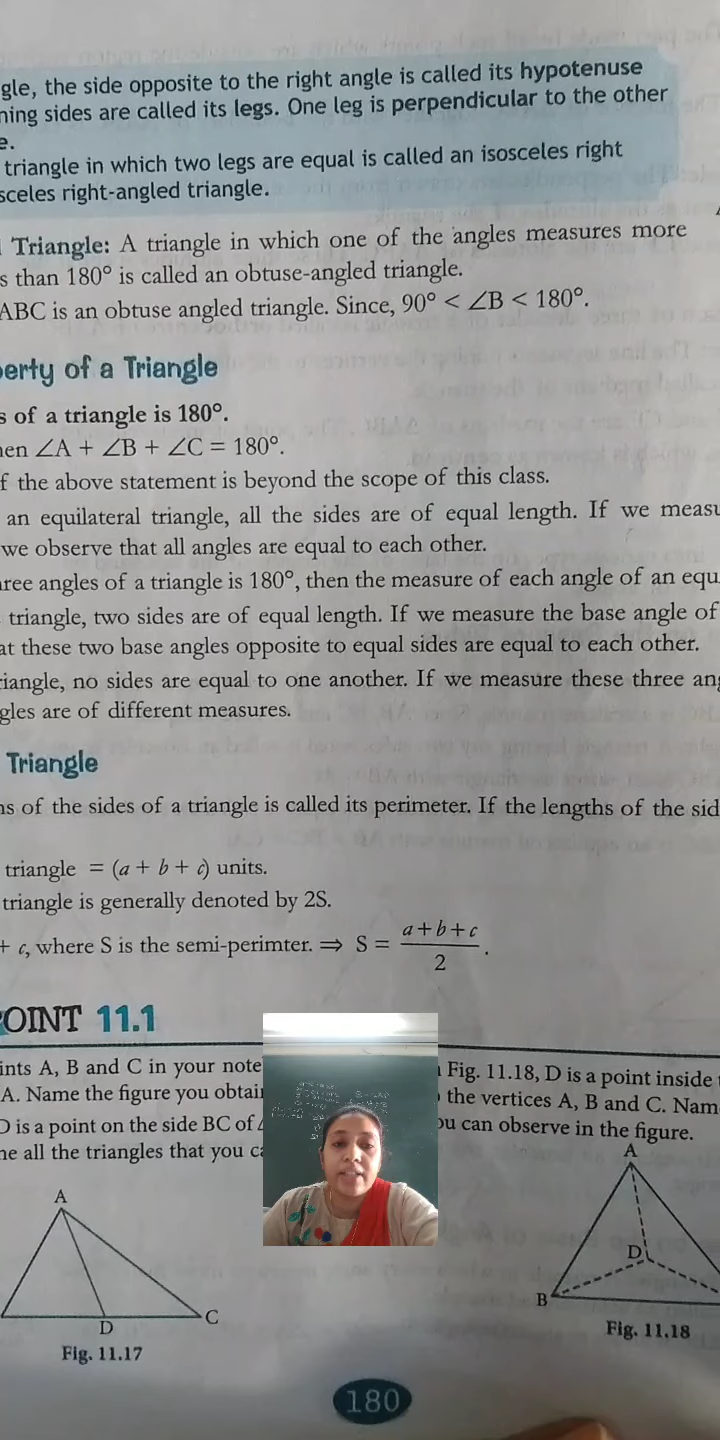 gle, the side opposite to the right angle is called its hypotenuse
ning sides are called its legs. One leg is perpendicular to the other
e.
triangle in which two legs are equal is called an isosceles right
sceles right-angled triangle.
Triangle: A triangle in which one of the angles measures more
s than 180° is called an obtuse-angled triangle.
ABC is an obtuse angled triangle. Since, 90° < ∠B < 180°.
erty of a Triangle
s of a triangle is 180°.
hen ∠A + ∠B + ∠C = 180°.
f the above statement is beyond the scope of this class.
an equilateral triangle, all the sides are of equal length. If we measu
we observe that all angles are equal to each other.
hree angles of a triangle is 180°, then the measure of each angle of an equ
triangle, two sides are of equal length. If we measure the base angle of
at these two base angles opposite to equal sides are equal to each other.
riangle, no sides are equal to one another. If we measure these three ang
gles are of different measures.
Triangle
ns of the sides of a triangle is called its perimeter. If the lengths of the sid
triangle = (a + b + c) units.
triangle is generally denoted by 2S.
+ c, where S is the semi-perimter. ⇒ S = a+b+c / 2 .
OINT 11.1
ints A, B and C in your note
A. Name the figure you obtai
D is a point on the side BC of
ne all the triangles that you ca
Fig. 11.18, D is a point inside
the vertices A, B and C. Nam
ou can observe in the figure.
A
D
C
Fig. 11.17
A
D
B
Fig. 11.18
180